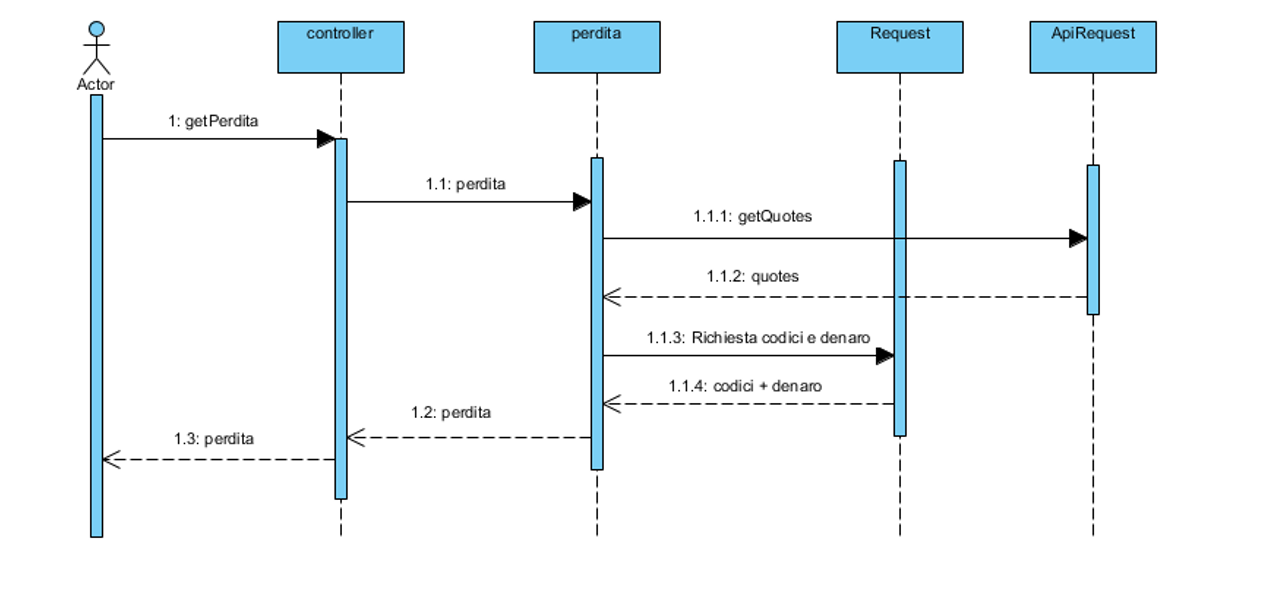 controller
perdita
Request
ApiRequest
Actor
1: getPerdita
1.1: perdita
1.1.1: getQuotes
1.1.2: quotes
1.1.3: Richiesta codici e denaro
1.1.4: codici + denaro
1.2: perdita
1.3: perdita